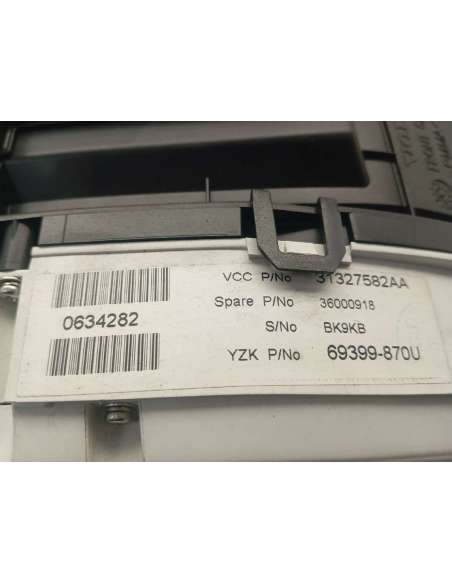 VCC P/No 31327582AA
Spare P/No 36000918
0634282
S/No BK9KB
YZK P/No 69399-870U